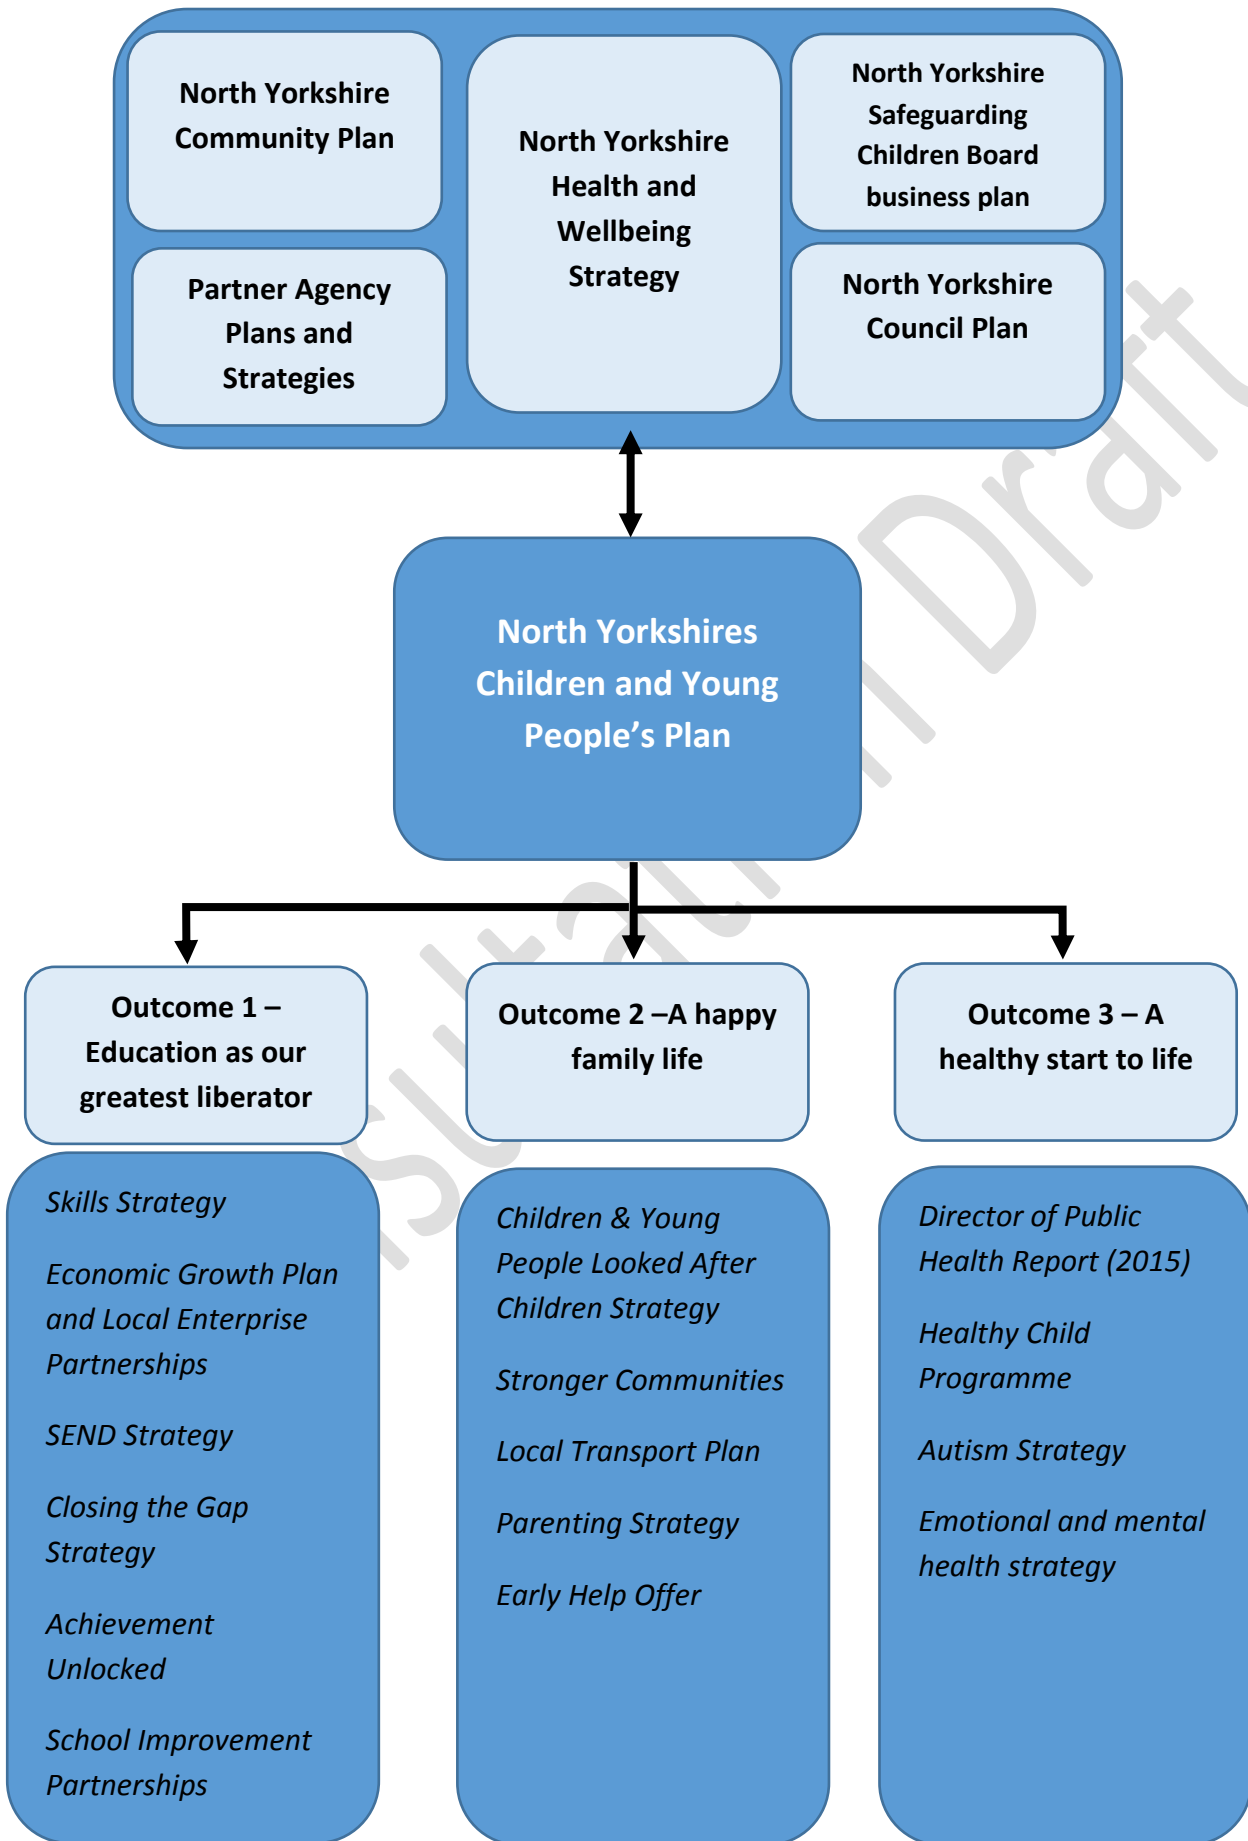 North Yorkshire
Community Plan
North Yorkshire
Health and
Wellbeing
Strategy
North Yorkshire
Safeguarding
Children Board
business plan
Partner Agency
Plans and
Strategies
North Yorkshire
Council Plan
North Yorkshires
Children and Young
People’s Plan
Outcome 1 –
Education as our
greatest liberator
Outcome 2 –A happy
family life
Outcome 3 – A
healthy start to life
Skills Strategy
Economic Growth Plan
and Local Enterprise
Partnerships
SEND Strategy
Closing the Gap
Strategy
Achievement
Unlocked
School Improvement
Partnerships
Children & Young
People Looked After
Children Strategy
Stronger Communities
Local Transport Plan
Parenting Strategy
Early Help Offer
Director of Public
Health Report (2015)
Healthy Child
Programme
Autism Strategy
Emotional and mental
health strategy
Draft